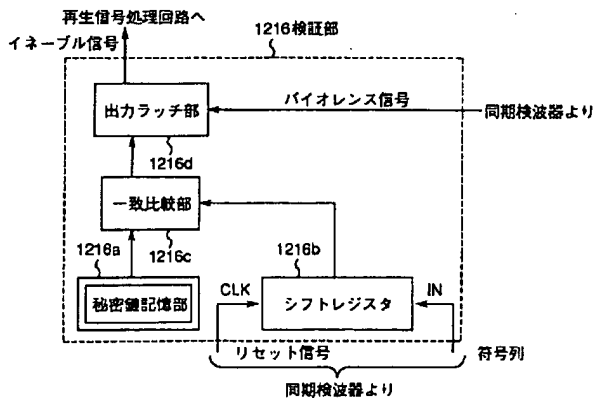 再生信号処理回路へ
イネーブル信号
1216検証部
出力ラッチ部
バイオレンス信号
同期検波器より
1216d
一致比較部
1216a
1216c
1216b
秘密鍵記憶部
CLK
シフトレジスタ
IN
リセット信号
符号列
同期検波器より